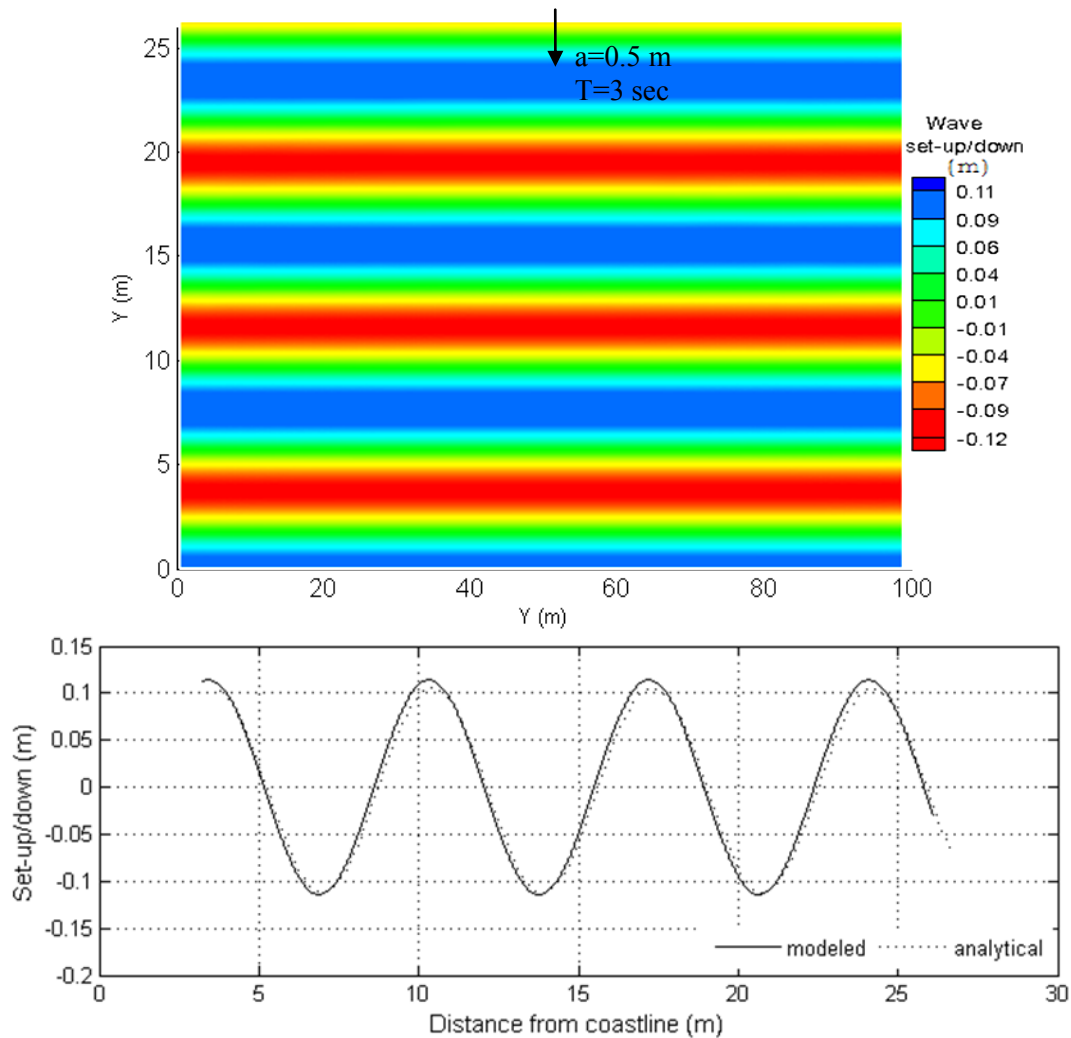 a=0.5 m
T=3 sec
25
20
15
10
5
0
Y (m)
0 20 40 60 80 100
Y (m)
Wave
set-up/down
(m)
0.11
0.09
0.06
0.04
0.01
-0.01
-0.04
-0.07
-0.09
-0.12
0.15
0.1
0.05
0
-0.05
-0.1
-0.15
-0.2
Set-up/down (m)
modeled analytical
0 5 10 15 20 25 30
Distance from coastline (m)